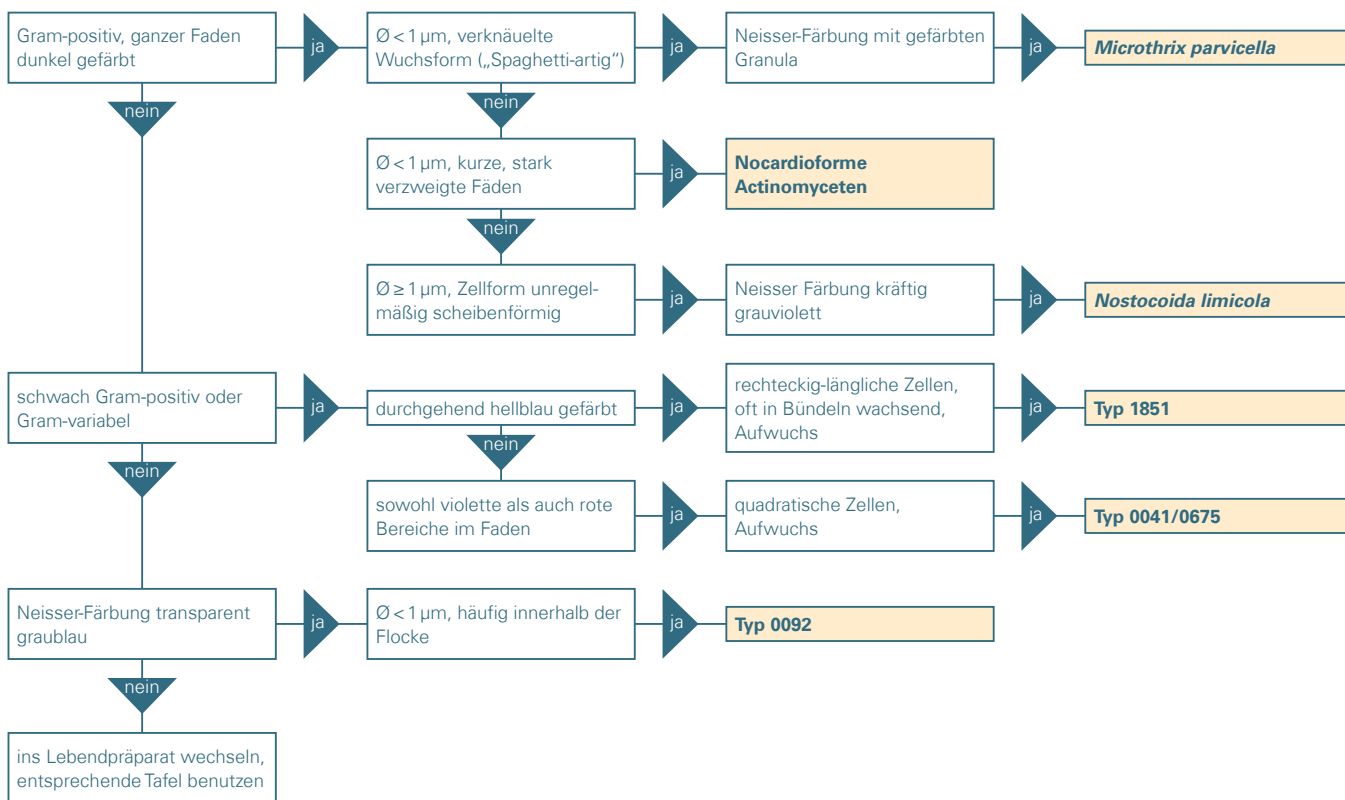 Gram-positiv, ganzer Faden
dunkel gefärbt
ja
Ø < 1 µm, verknäuelte
Wuchsform („Spaghetti-artig“)
ja
Neisser-Färbung mit gefärbten
Granula
ja
Microthrix parvicella
nein
nein
Ø < 1 µm, kurze, stark
verzweigte Fäden
ja
Nocardioforme
Actinomyceten
nein
Ø ≥ 1 µm, Zellform unregel-
mäßig scheibenförmig
ja
Neisser Färbung kräftig
grauviolett
ja
Nostocoida limicola
schwach Gram-positiv oder
Gram-variabel
ja
durchgehend hellblau gefärbt
ja
rechteckig-längliche Zellen,
oft in Bündeln wachsend,
Aufwuchs
ja
Typ 1851
nein
nein
sowohl violette als auch rote
Bereiche im Faden
ja
quadratische Zellen,
Aufwuchs
ja
Typ 0041/0675
Neisser-Färbung transparent
graublau
ja
Ø < 1 µm, häufig innerhalb der
Flocke
ja
Typ 0092
nein
ins Lebendpräparat wechseln,
entsprechende Tafel benutzen